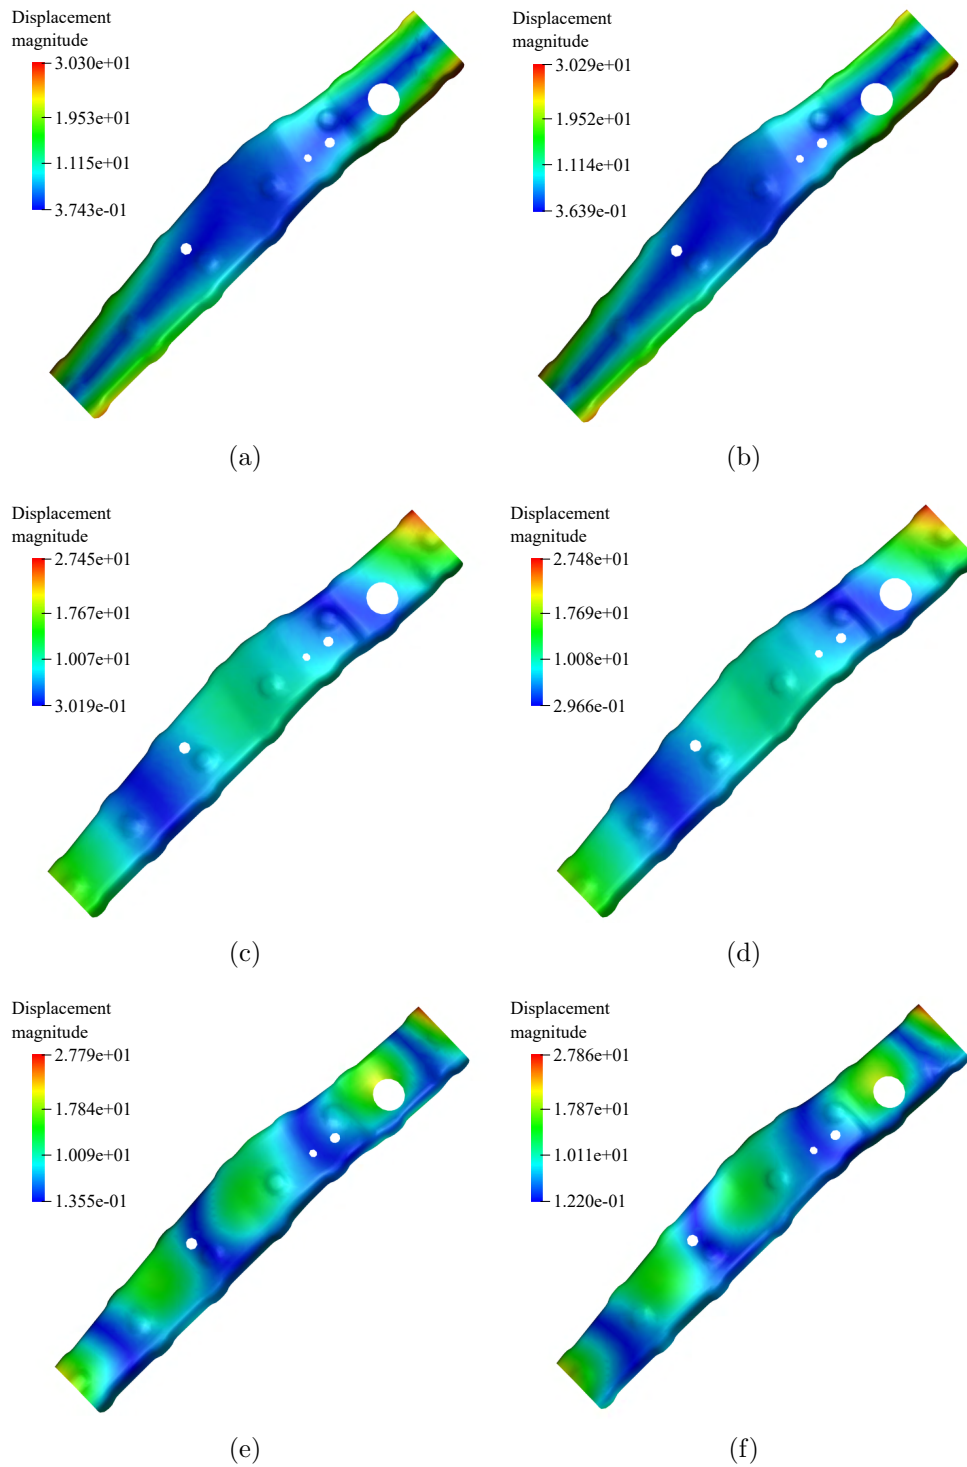 Displacement
magnitude
3.030e+01
1.953e+01
1.115e+01
3.743e-01
(a)
Displacement
magnitude
3.029e+01
1.952e+01
1.114e+01
3.639e-01
(b)
Displacement
magnitude
2.745e+01
1.767e+01
1.007e+01
3.019e-01
(c)
Displacement
magnitude
2.748e+01
1.769e+01
1.008e+01
2.966e-01
(d)
Displacement
magnitude
2.779e+01
1.784e+01
1.009e+01
1.355e-01
(e)
Displacement
magnitude
2.786e+01
1.787e+01
1.011e+01
1.220e-01
(f)